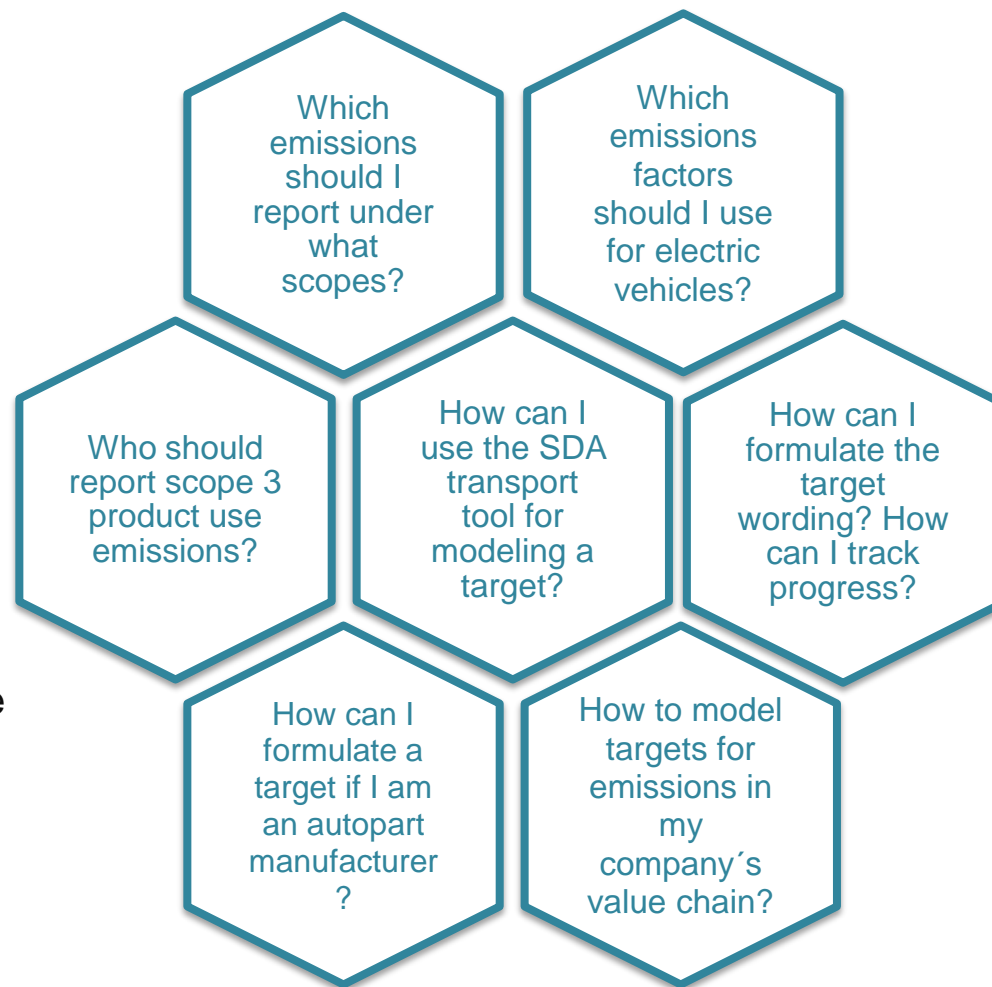 Which
emissions
should I
report under
what
scopes?
Which
emissions
factors
should I use
for electric
vehicles?
Who should
report scope 3
product use
emissions?
How can I
use the SDA
transport
tool for
modeling a
target?
How can I
formulate the
target
wording? How
can I track
progress?
e
How can I
formulate a
target if I am
an autopart
manufacturer
?
How to model
targets for
emissions in
my
company´s
value chain?